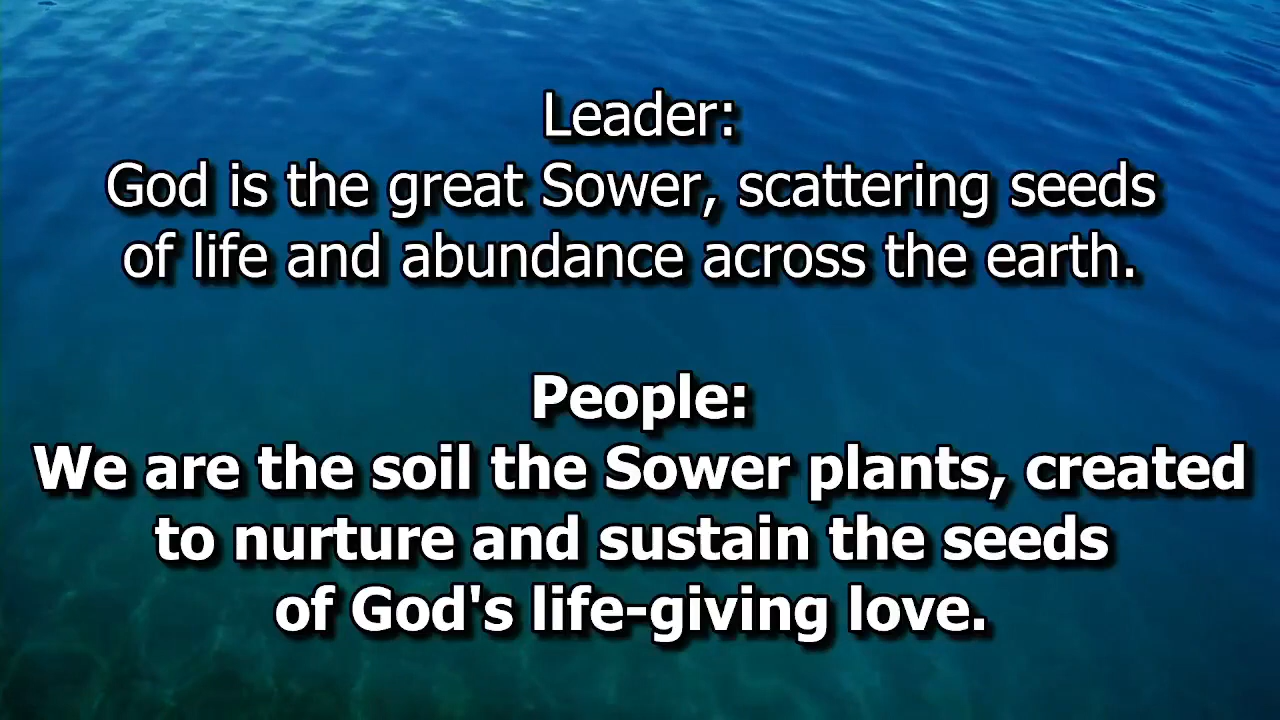 Leader:
God is the great Sower, scattering seeds
of life and abundance across the earth.
People:
We are the soil the Sower plants, created
to nurture and sustain the seeds
of God's life-giving love.